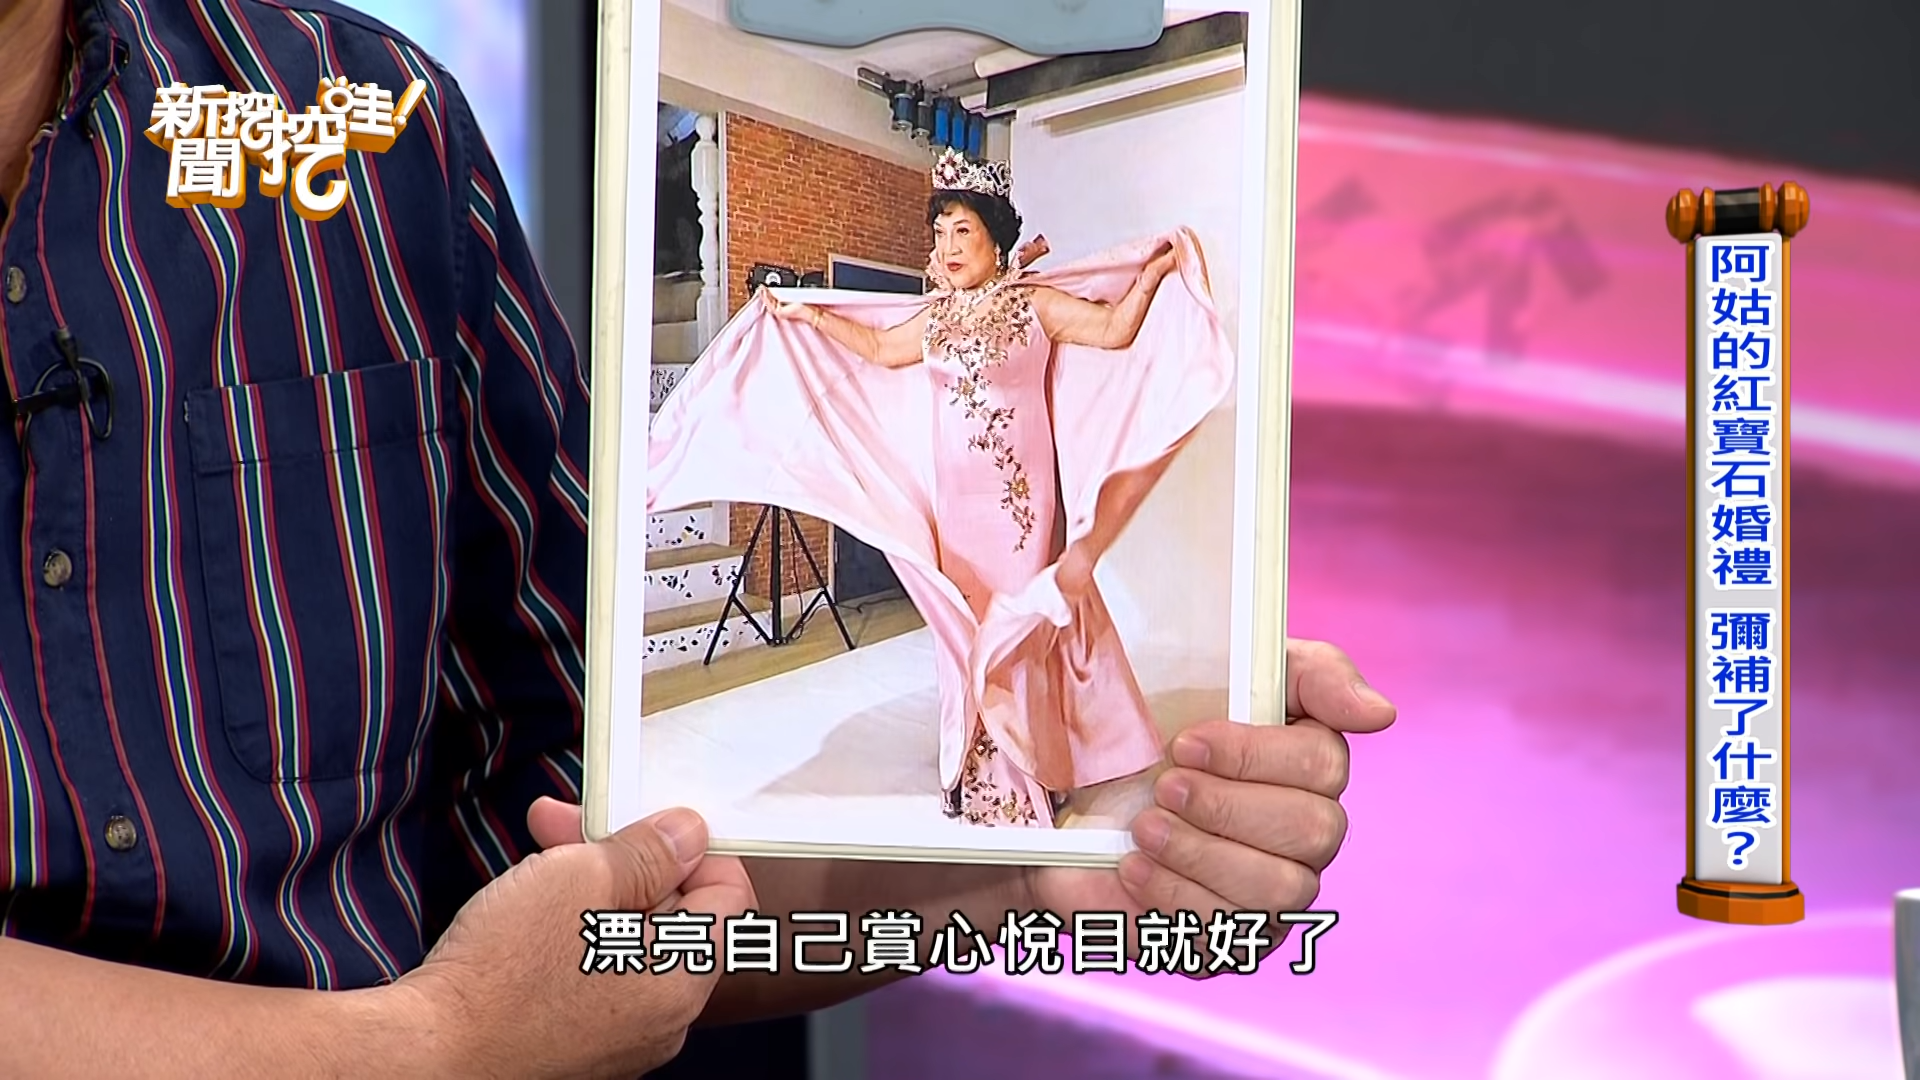 新聞挖挖哇!
阿姑的紅寶石婚禮 彌補了什麼?
漂亮自己賞心悅目就好了